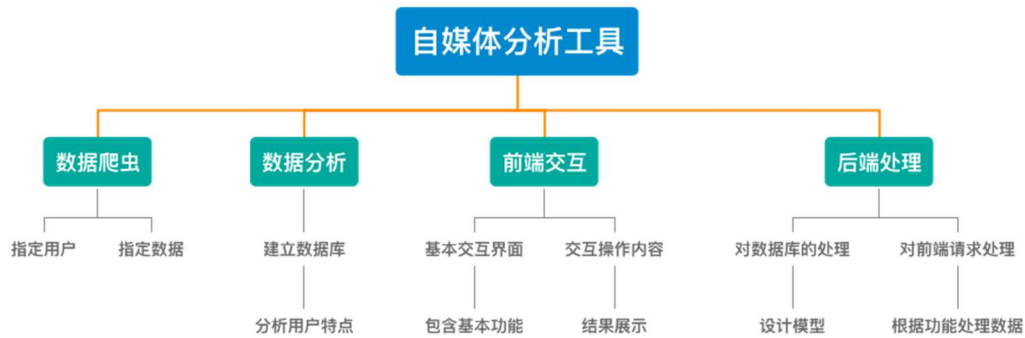 自媒体分析工具
数据爬虫
数据分析
前端交互
后端处理
指定用户
指定数据
建立数据库
基本交互界面
交互操作内容
对数据库的处理
对前端请求处理
分析用户特点
包含基本功能
结果展示
设计模型
根据功能处理数据